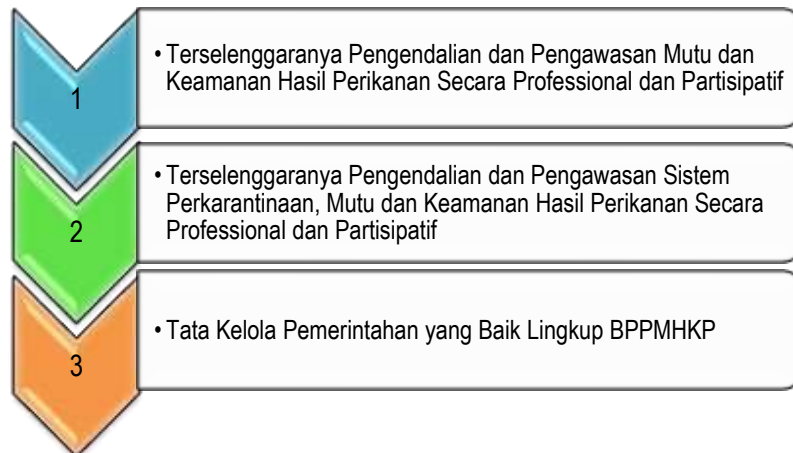 1
• Terselenggaranya Pengendalian dan Pengawasan Mutu dan
Keamanan Hasil Perikanan Secara Professional dan Partisipatif
2
• Terselenggaranya Pengendalian dan Pengawasan Sistem
Perkarantinaan, Mutu dan Keamanan Hasil Perikanan Secara
Professional dan Partisipatif
3
• Tata Kelola Pemerintahan yang Baik Lingkup BPPMHKP